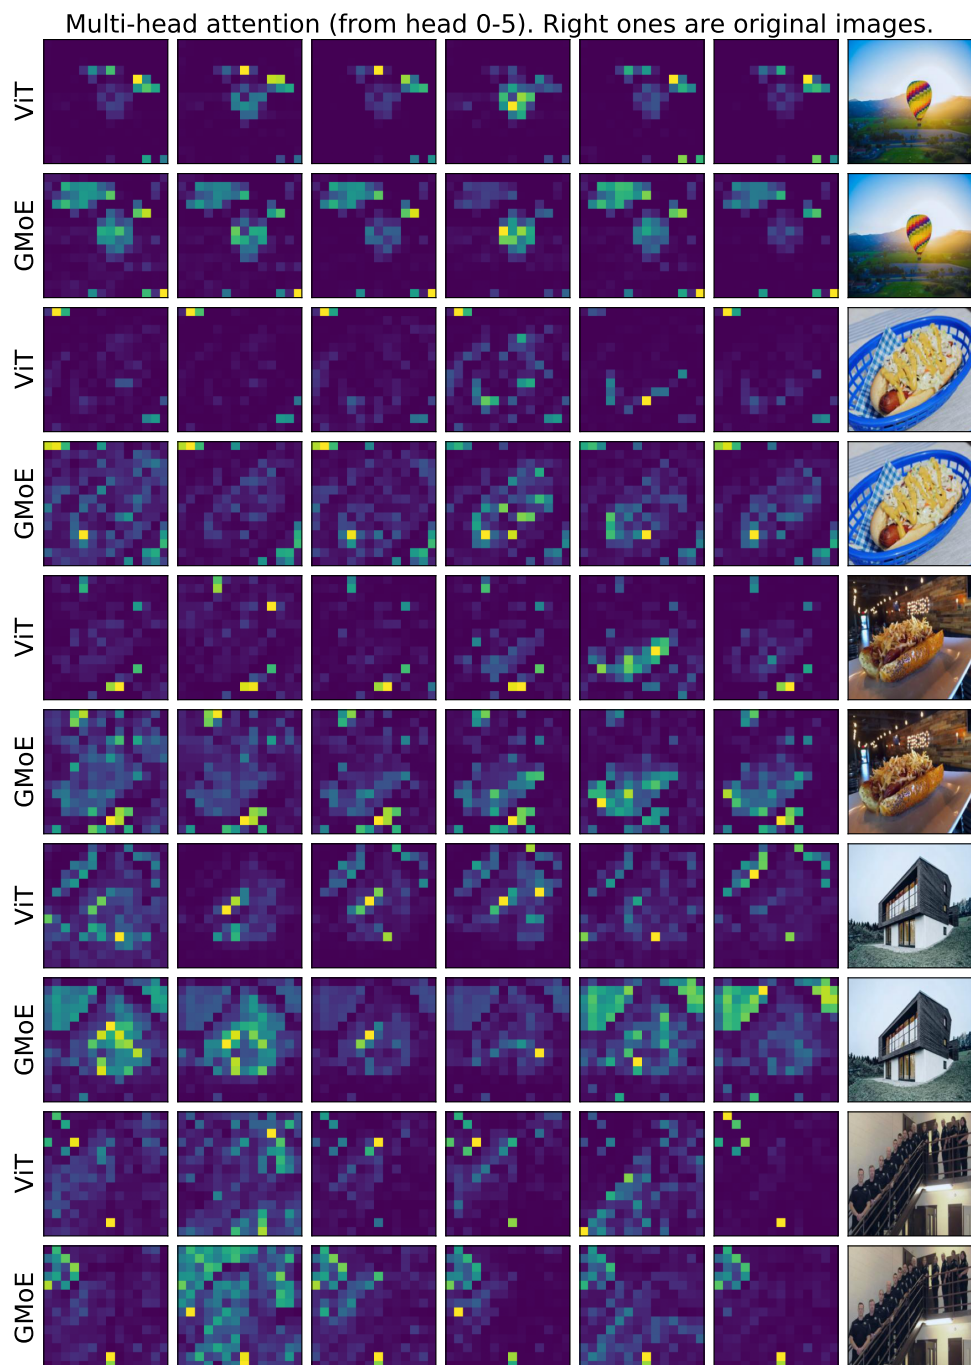 Multi-head attention (from head 0-5). Right ones are original images.
ViT
GMoE
ViT
GMoE
ViT
GMoE
ViT
GMoE
ViT
GMoE